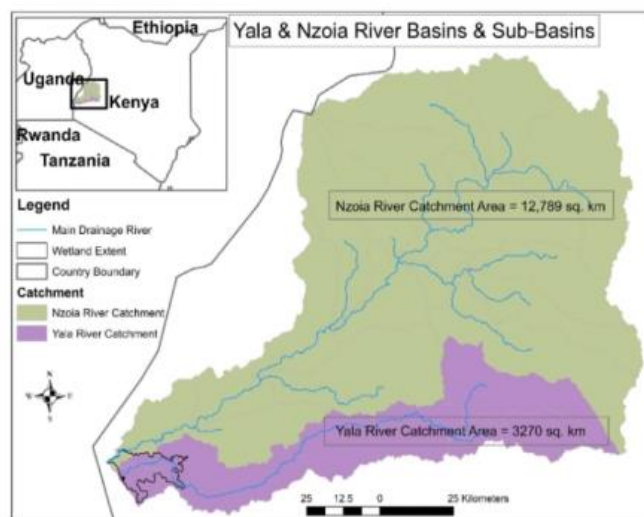 Yala & Nzoia River Basins & Sub-Basins
Ethiopia
Uganda
Kenya
Rwanda
Tanzania
Legend
Main Drainage River
Wetland Extent
Country Boundary
Catchment
Nzoia River Catchment
Yala River Catchment
Nzoia River Catchment Area = 12,789 sq. km
Yala River Catchment Area = 3270 sq. km
N
W E
S
25 12.5 0 25 Kilometers